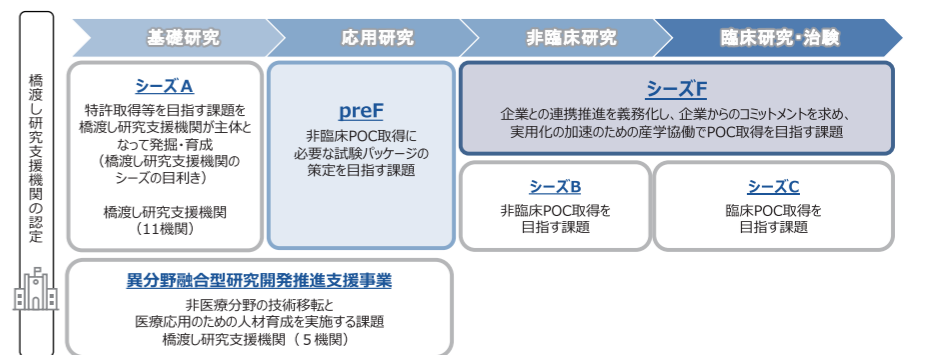 橋渡し研究支援機関の認定
基礎研究
応用研究
非臨床研究
臨床研究・治験
シーズA
特許取得等を目指す課題を
橋渡し研究支援機関が主体と
なって発掘・育成
（橋渡し研究支援機関の
シーズの目利き）
橋渡し研究支援機関
（11機関）
preF
非臨床POC取得に
必要な試験パッケージの
策定を目指す課題
シーズF
企業との連携推進を義務化し、企業からのコミットメントを求め、
実用化の加速のための産学協働でPOC取得を目指す課題
シーズB
非臨床POC取得を
目指す課題
シーズC
臨床POC取得を
目指す課題
異分野融合型研究開発推進支援事業
非医療分野の技術移転と
医療応用のための人材育成を実施する課題
橋渡し研究支援機関（５機関）